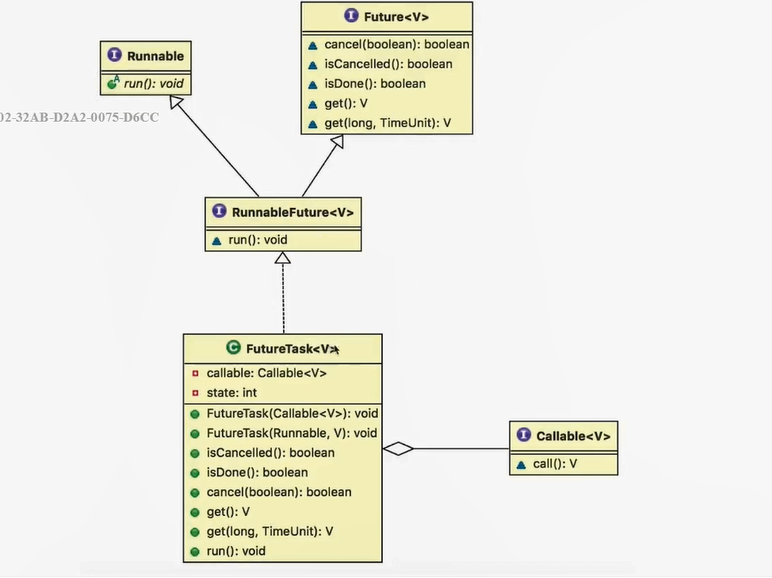 Future<V>
cancel(boolean): boolean
isCancelled(): boolean
isDone(): boolean
get(): V
get(long, TimeUnit): V
Runnable
run(): void
02-32AB-D2A2-0075-D6CC
RunnableFuture<V>
run(): void
FutureTask<V>
callable: Callable<V>
state: int
FutureTask(Callable<V>): void
FutureTask(Runnable, V): void
isCancelled(): boolean
isDone(): boolean
cancel(boolean): boolean
get(): V
get(long, TimeUnit): V
run(): void
Callable<V>
call(): V